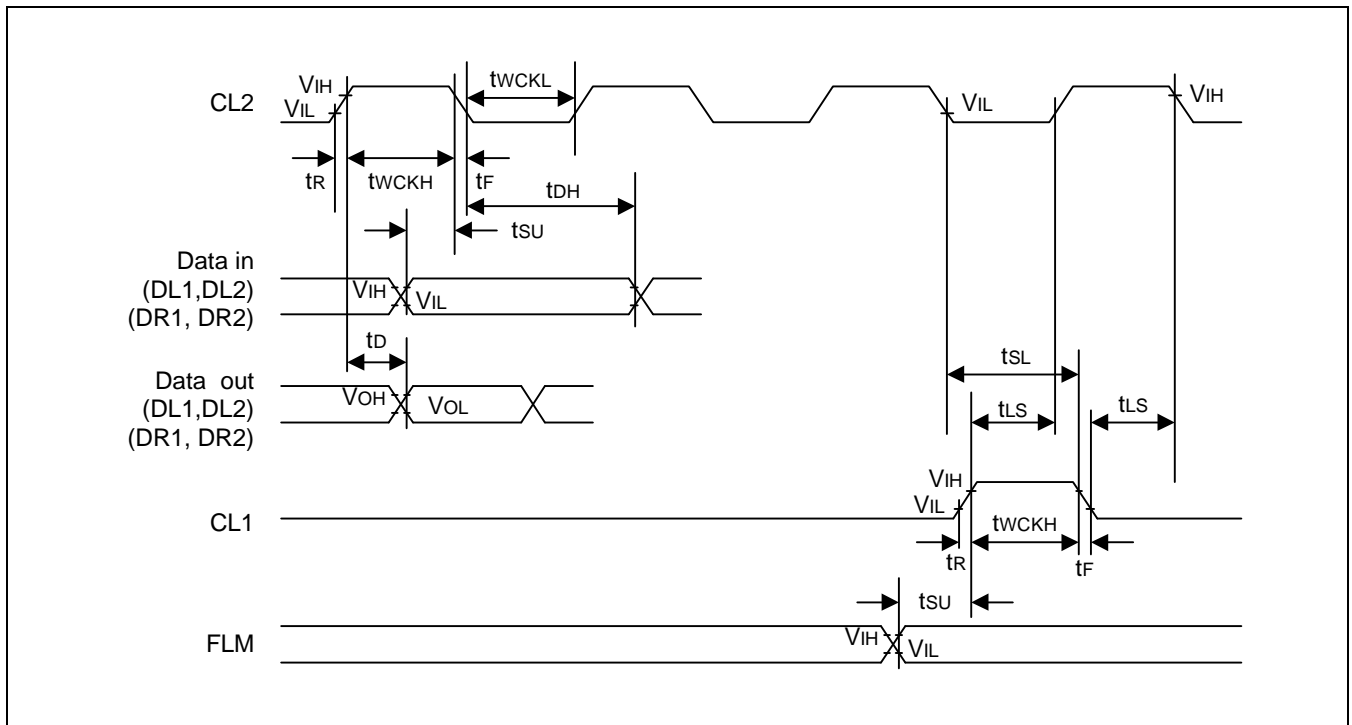 VIH
tWCKL
CL2
VIL
VIL
VIH
tR
tWCKH
tF
tDH
tSU
Data in
(DL1,DL2)
(DR1, DR2)
VIH
VIL
tD
tSL
Data out
(DL1,DL2)
(DR1, DR2)
VOH
VOL
tLS
tLS
VIH
VIL
CL1
tWCKH
tR
tF
tSU
FLM
VIH
VIL